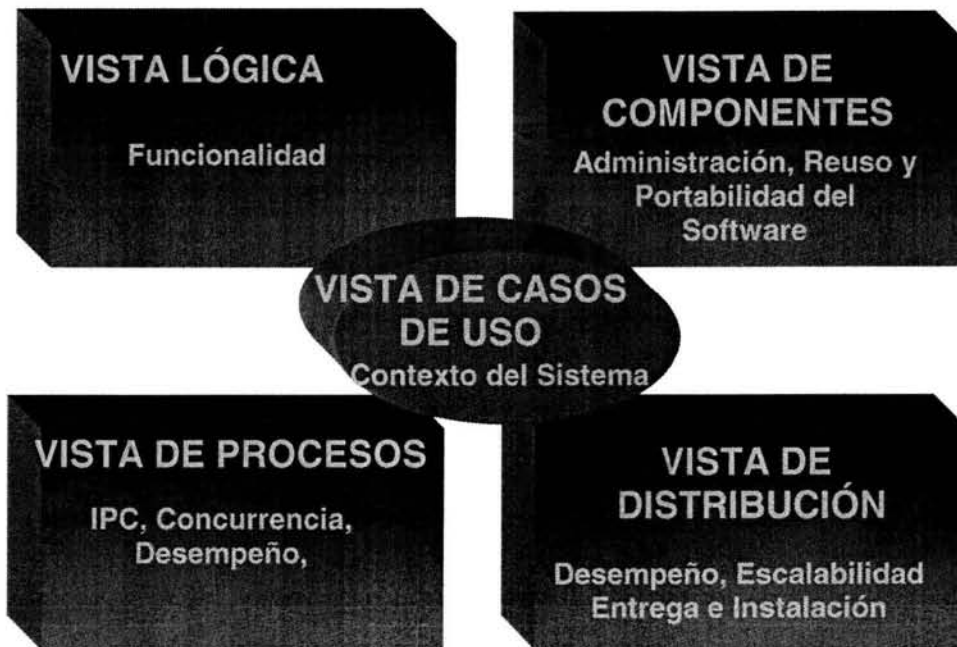 VISTA LÓGICA
Funcionalidad
VISTA DE
COMPONENTES
Administración, Reuso y
Portabilidad del
Software
VISTA DE CASOS
DE USO
Contexto del Sistema
VISTA DE PROCESOS
IPC, Concurrencia,
Desempeño,
VISTA DE
DISTRIBUCIÓN
Desempeño, Escalabilidad
Entrega e Instalación